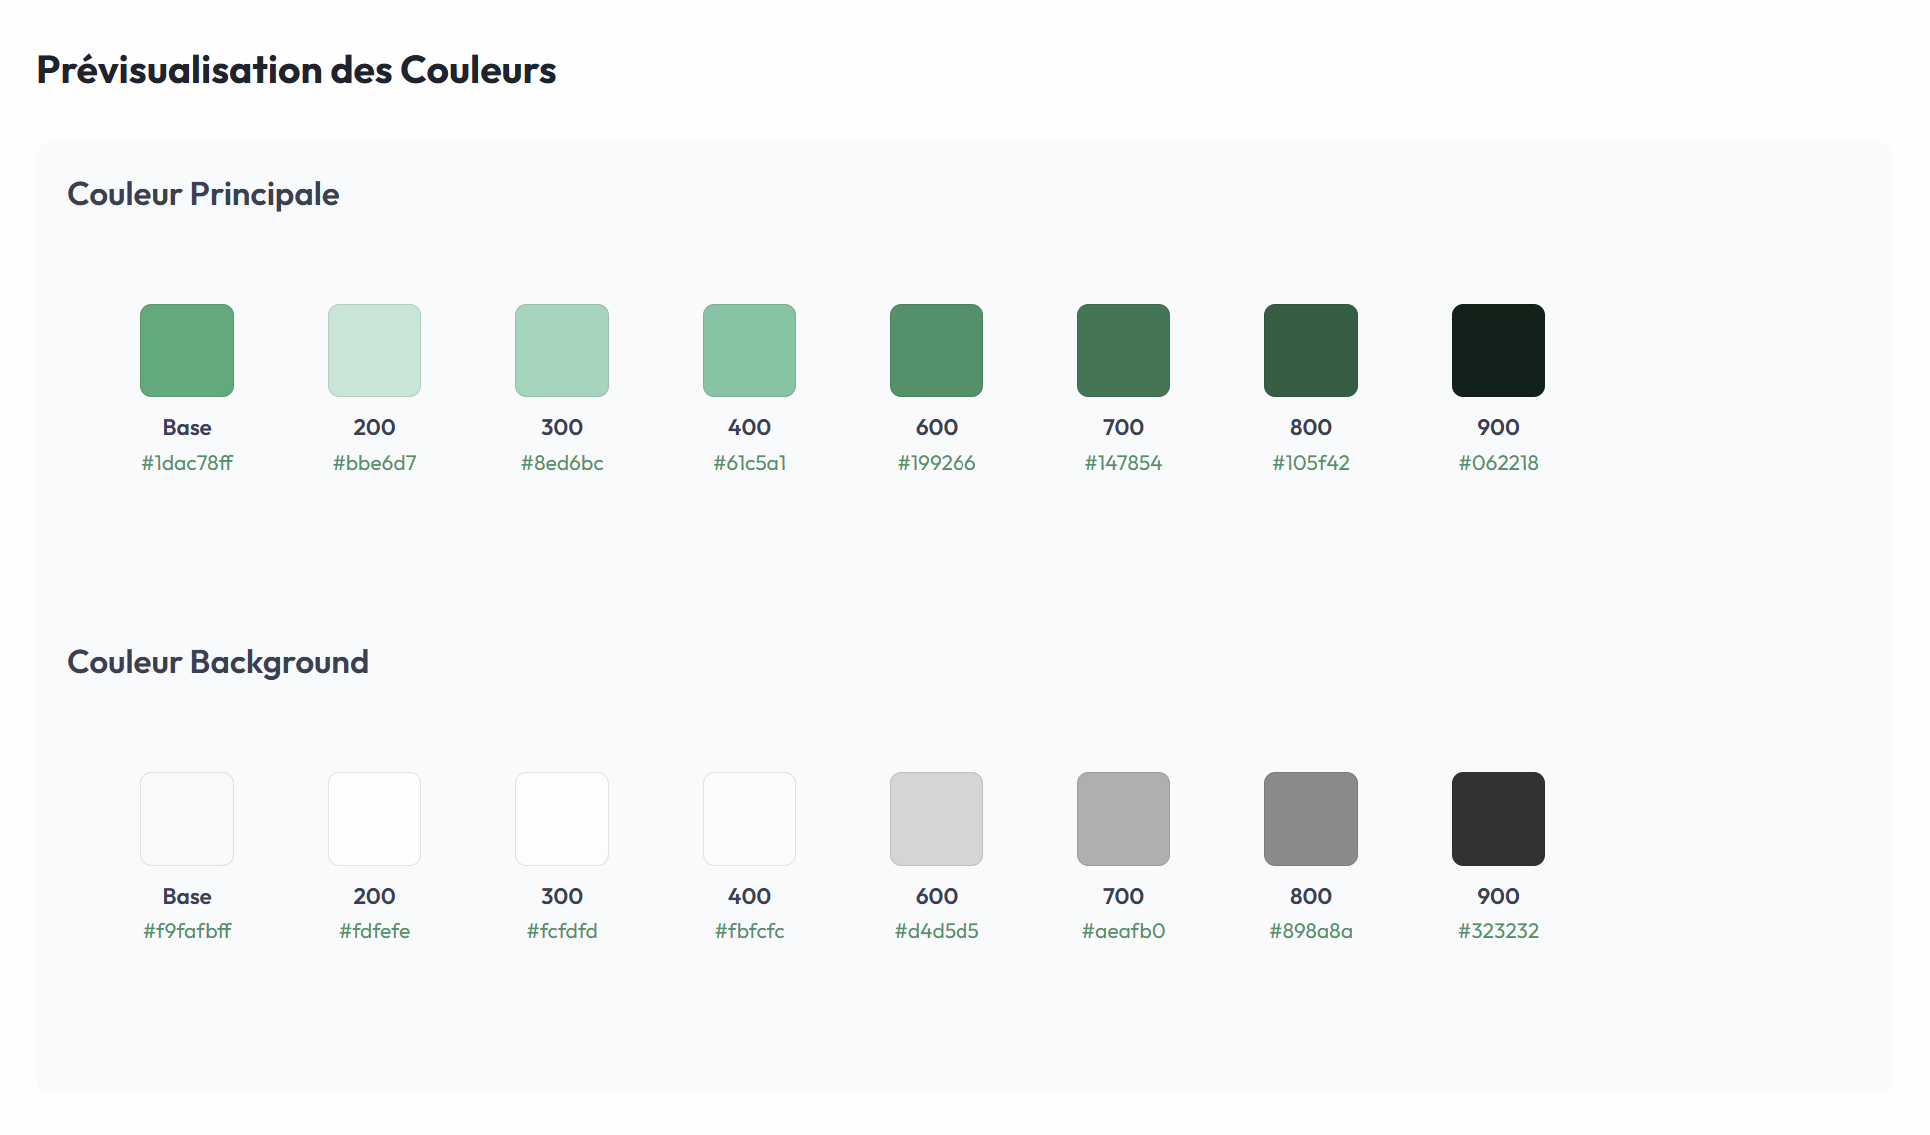 Prévisualisation des Couleurs
Couleur Principale
Base 200 300 400 600 700 800 900
#1dac78ff #bbe6d7 #8ed6bc #61c5a1 #199266 #147854 #105f42 #062218
Couleur Background
Base 200 300 400 600 700 800 900
#f9fafbff #fdfefe #fcfdfd #fbfcfc #d4d5d5 #aeafb0 #898a8a #323232